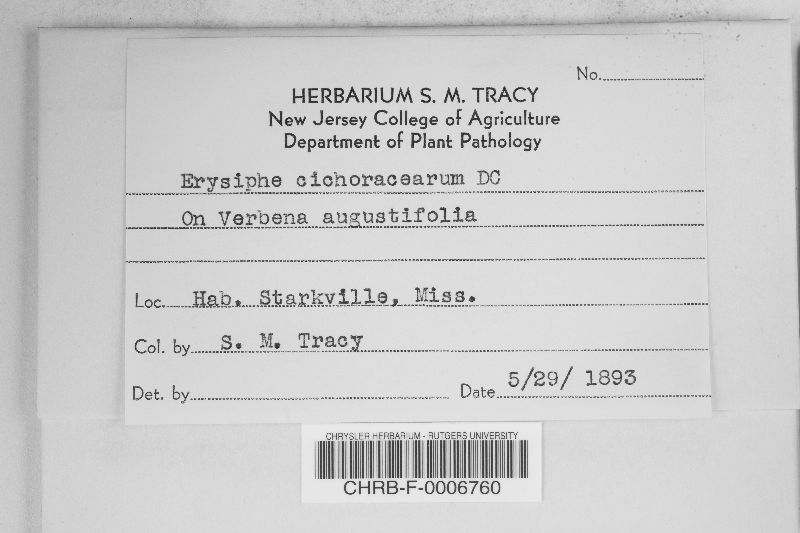 No.
HERBARIUM S. M. TRACY
New Jersey College of Agriculture
Department of Plant Pathology
Erysiphe cichoracearum DC
On Verbena augustifolia
Loc. Hab. Starkville, Miss.
Col. by S. M. Tracy
Det. by Date 5/29/ 1893
CHRYSLER HERBARIUM - RUTGERS UNIVERSITY
CHRB-F-0006760